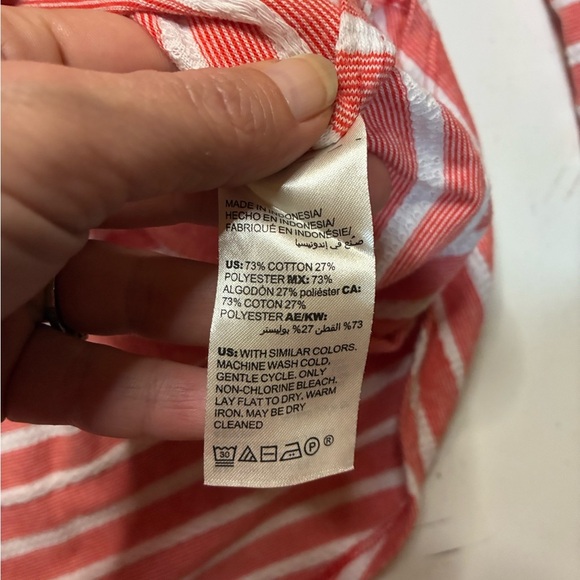 MADE IN INDONESIA/
HECHO EN INDONESIA/
FABRIQUÉ EN INDONÉSIE/
صنع في إندونيسيا
US: 73% COTTON 27%
POLYESTER MX: 73%
ALGODÓN 27% poliéster CA:
73% COTON 27%
POLYESTER AE/KW:
73% القطن 27% بوليستر
US: WITH SIMILAR COLORS.
MACHINE WASH COLD,
GENTLE CYCLE. ONLY
NON-CHLORINE BLEACH.
LAY FLAT TO DRY, WARM
IRON. MAY BE DRY
CLEANED
30 P ®